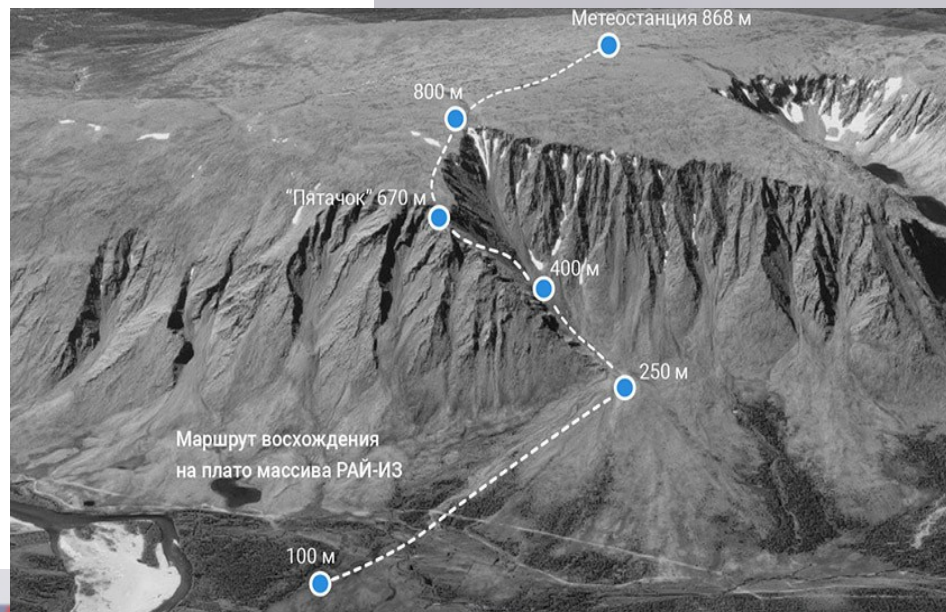 Метеостанция 868 м
800 м
“Пятачок” 670 м
400 м
250 м
Маршрут восхождения
на плато массива РАЙ-ИЗ
100 м